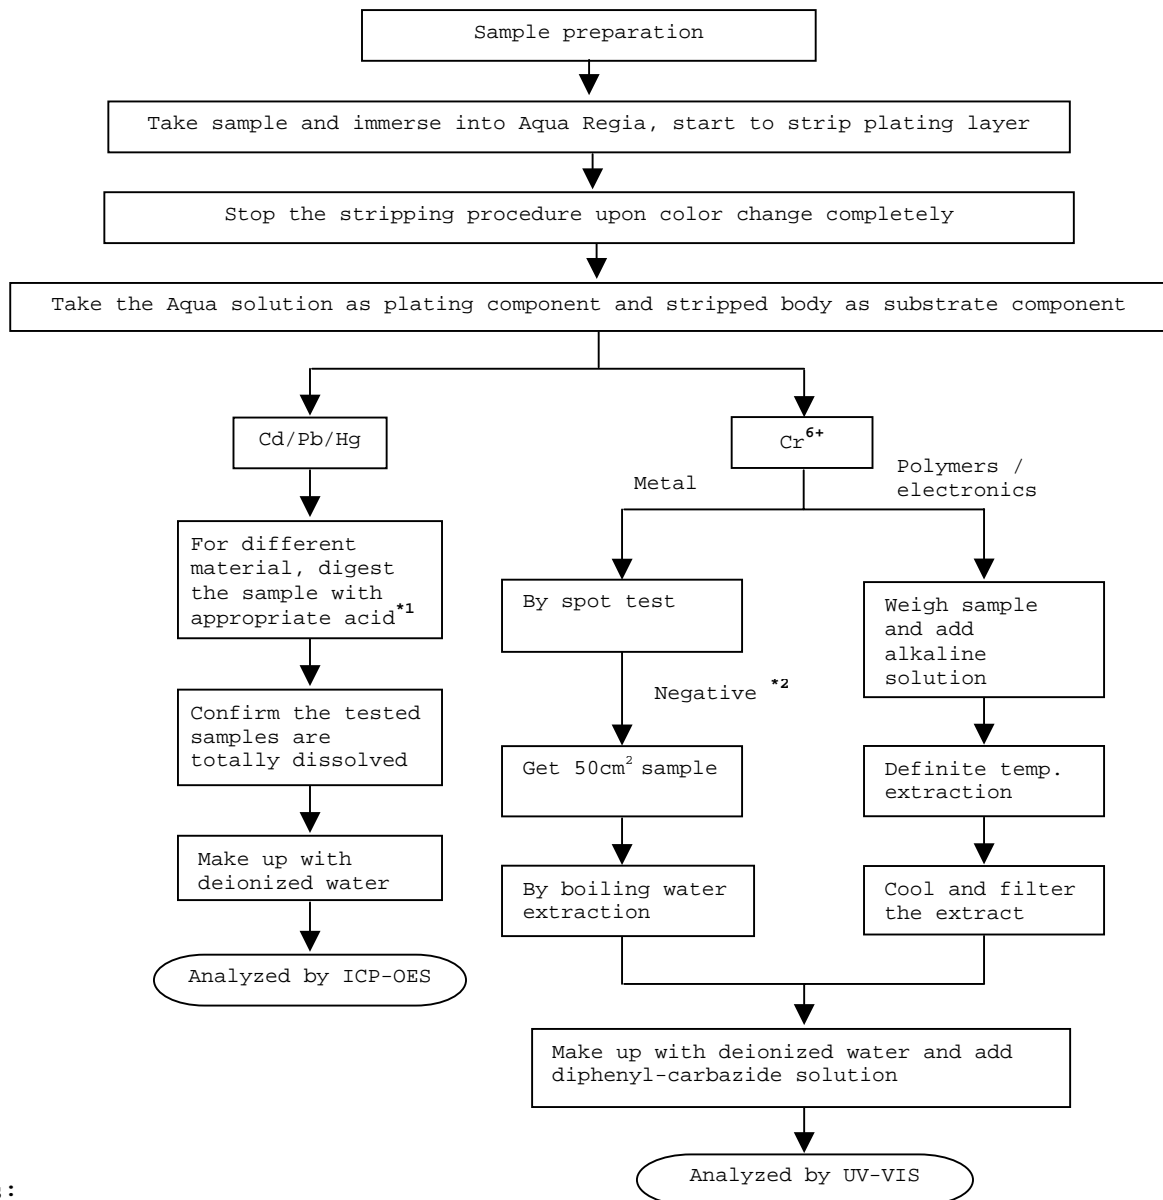 Sample preparation
Take sample and immerse into Aqua Regia, start to strip plating layer
Stop the stripping procedure upon color change completely
Take the Aqua solution as plating component and stripped body as substrate component
Cd/Pb/Hg
For different
material, digest
the sample with
appropriate acid*1
Confirm the tested
samples are
totally dissolved
Make up with
deionized water
Analyzed by ICP-OES
Cr6+
Metal
Polymers /
electronics
By spot test
Negative *2
Get 50cm2 sample
By boiling water
extraction
Weigh sample
and add
alkaline
solution
Definite temp.
extraction
Cool and filter
the extract
Make up with deionized water and add
diphenyl-carbazide solution
Analyzed by UV-VIS